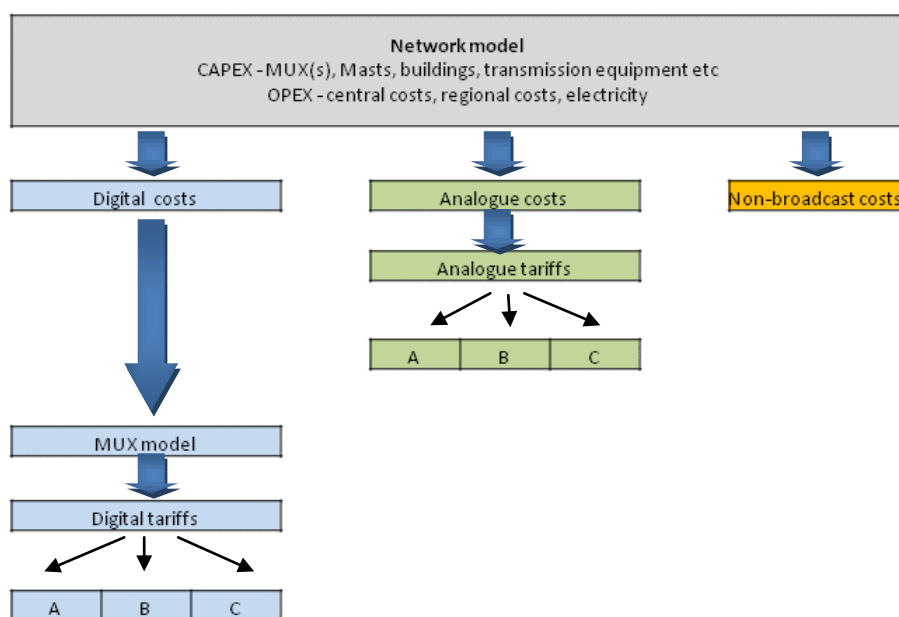 Network model
CAPEX - MUX(s), Masts, buildings, transmission equipment etc
OPEX - central costs, regional costs, electricity
Digital costs
Analogue costs
Non-broadcast costs
Analogue tariffs
A
B
C
MUX model
Digital tariffs
A
B
C